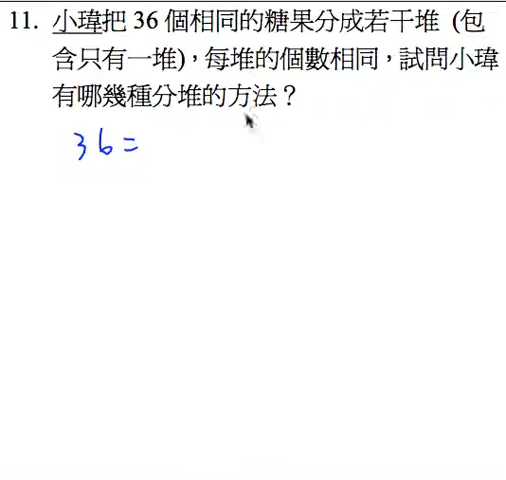 11. 小瑋把 36 個相同的糖果分成若干堆 (包
含只有一堆)，每堆的個數相同，試問小瑋
有哪幾種分堆的方法？
36=